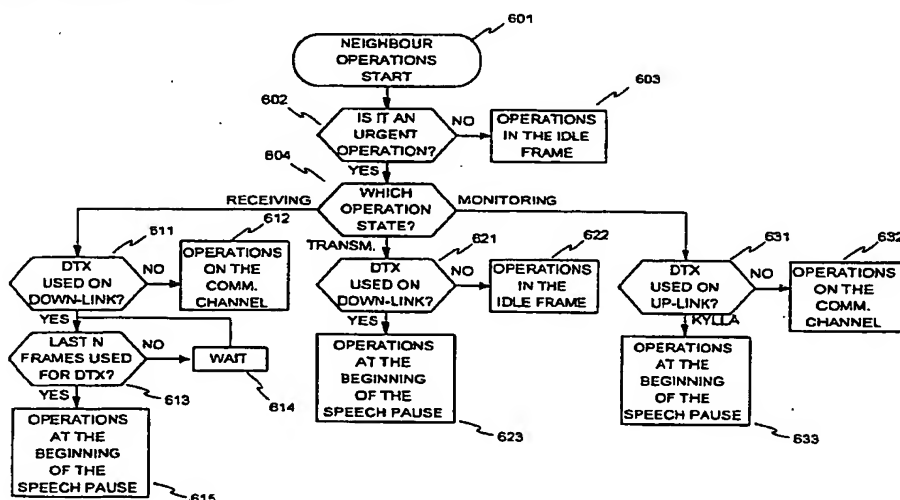 601
NEIGHBOUR
OPERATIONS
START
602
603
IS IT AN
URGENT
OPERATION?
NO
OPERATIONS
IN THE IDLE
FRAME
YES
604
RECEIVING
WHICH
OPERATION
STATE?
MONITORING
TRANSM.
611
612
DTX
USED ON
DOWN-LINK?
NO
OPERATIONS
ON THE
COMM.
CHANNEL
YES
LAST N
FRAMES USED
FOR DTX?
NO
WAIT
613
614
YES
OPERATIONS
AT THE
BEGINNING
OF THE
SPEECH PAUSE
615
621
622
DTX
USED ON
DOWN-LINK?
NO
OPERATIONS
IN THE
IDLE FRAME
YES
OPERATIONS
AT THE
BEGINNING
OF THE
SPEECH PAUSE
623
631
632
DTX
USED ON
UP-LINK?
NO
OPERATIONS
ON THE
COMM.
CHANNEL
KYLLA
OPERATIONS
AT THE
BEGINNING
OF THE
SPEECH PAUSE
633